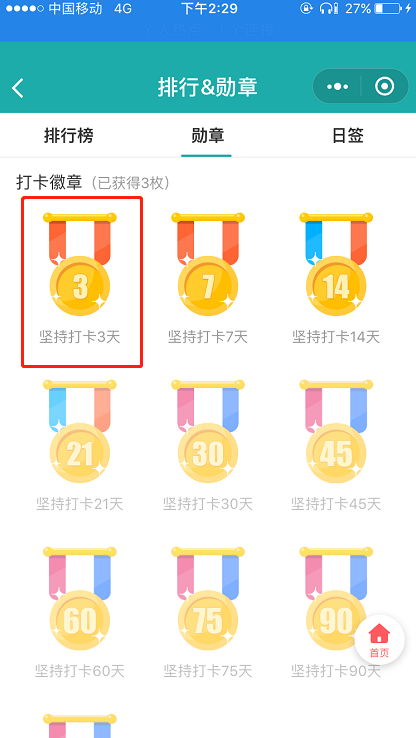 中国移动 4G 下午2:29 27%
排行&勋章
排行榜 勋章 日签
打卡徽章（已获得3枚）
3 7 14
坚持打卡3天 坚持打卡7天 坚持打卡14天
21 30 45
坚持打卡21天 坚持打卡30天 坚持打卡45天
60 75 90
坚持打卡60天 坚持打卡75天 坚持打卡90天
首页